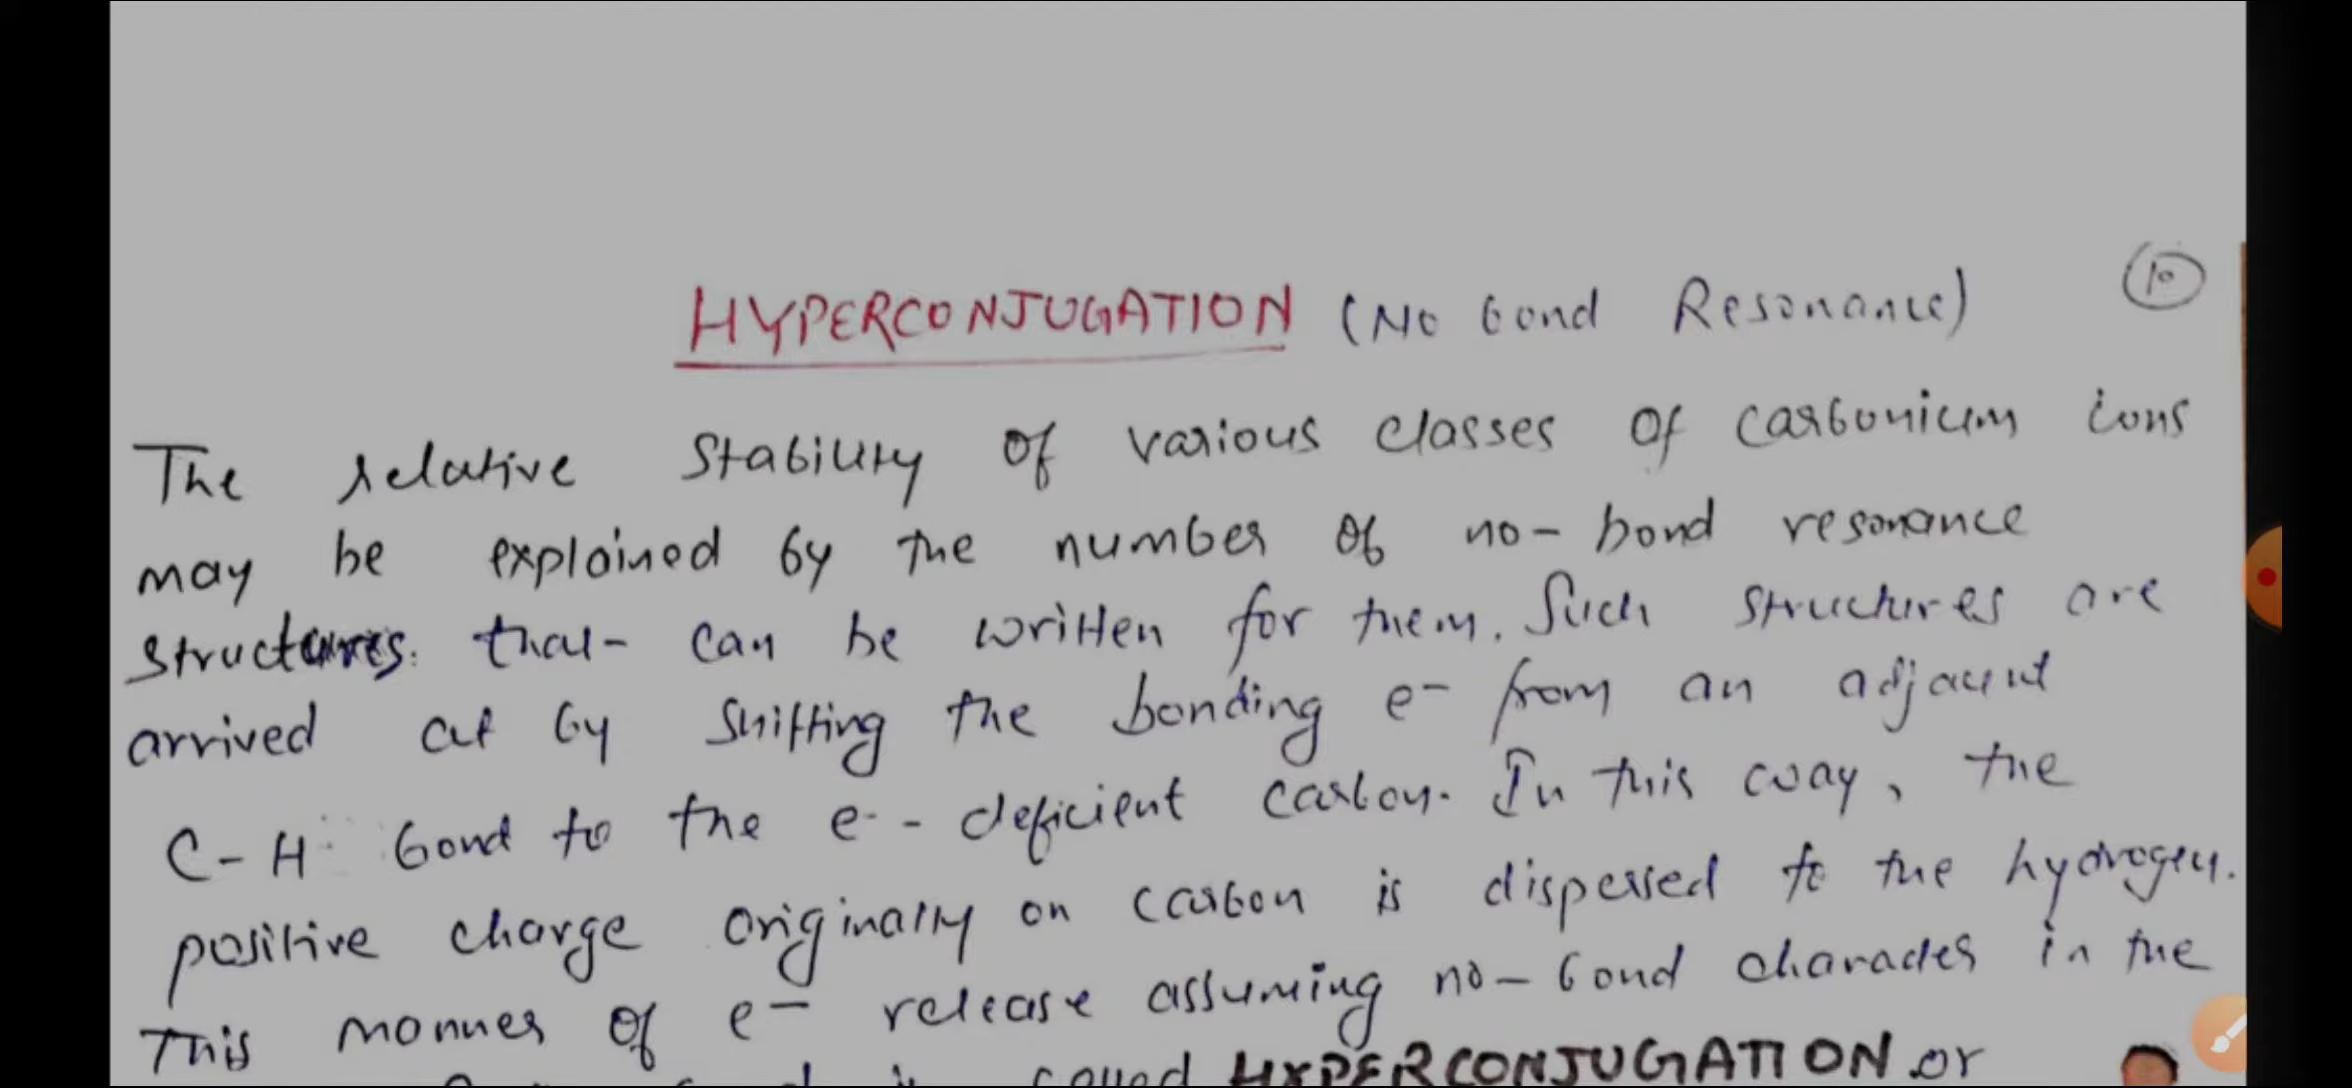 HYPERCONJUGATION (No bond Resonance)
10
The relative stability of various classes of carbonium ions
may be explained by the number of no-bond resonance
structures that can be written for them. Such structures are
arrived at by shifting the bonding e- from an adjacent
C-H bond to the e- - deficient carbon. In this way, the
positive charge originally on carbon is dispersed to the hydrogen.
This manner of e- release assuming no-bond character in the
called HYPERCONJUGATION or